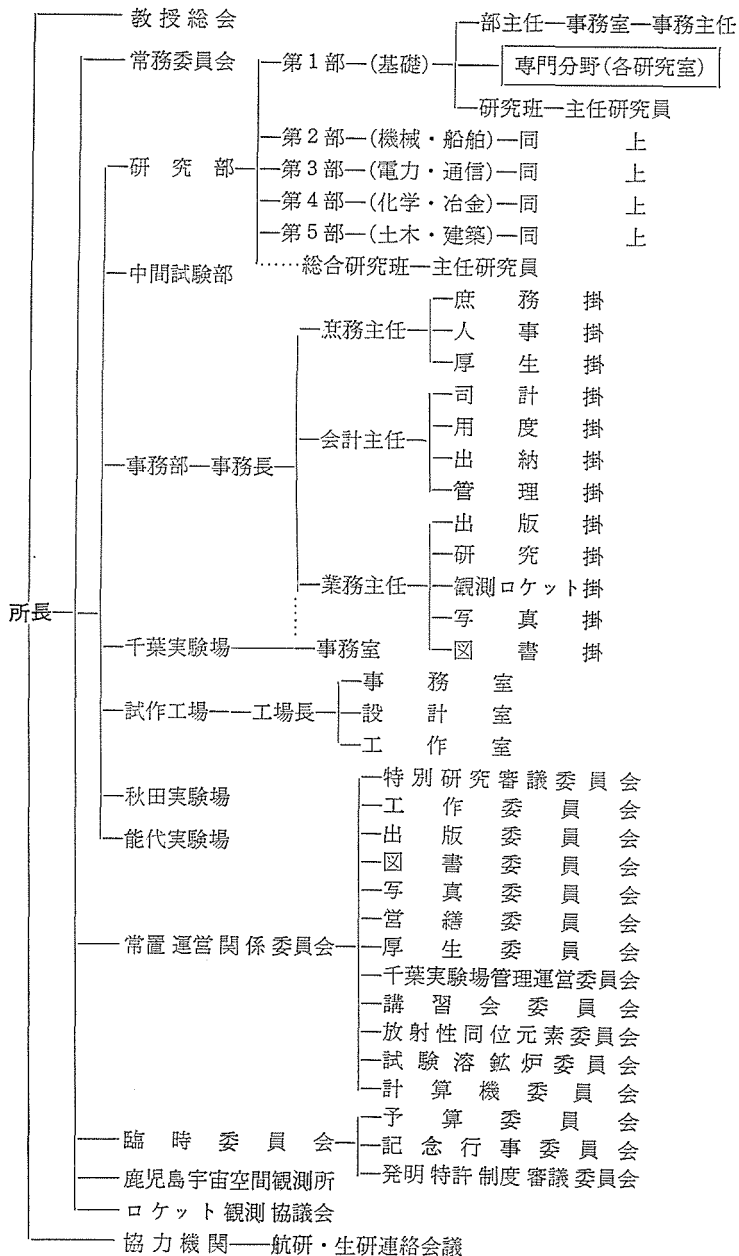 教授総会
部主任―事務室―事務主任
常務委員会
第1部―(基礎)
専門分野(各研究室)
研究班―主任研究員
第2部―(機械・船舶)―同上
研究部
第3部―(電力・通信)―同上
第4部―(化学・冶金)―同上
第5部―(土木・建築)―同上
……総合研究班―主任研究員
中間試験部
庶務掛
庶務主任
人事掛
厚生掛
司計掛
会計主任
用度掛
事務部―事務長
出納掛
管理掛
出版掛
研究掛
業務主任
観測ロケット掛
写真掛
所長
千葉実験場
事務室
図書掛
事務室
試作工場――工場長
設計室
工作室
特別研究審議委員会
秋田実験場
工作委員会
出版委員会
能代実験場
図書委員会
写真委員会
営繕委員会
常置運営関係委員会
厚生委員会
千葉実験場管理運営委員会
講習会委員会
放射性同位元素委員会
試験溶鉱炉委員会
計算機委員会
予算委員会
臨時委員会
記念行事委員会
鹿児島宇宙空間観測所
発明特許制度審議委員会
ロケット観測協議会
協力機関――航研・生研連絡会議